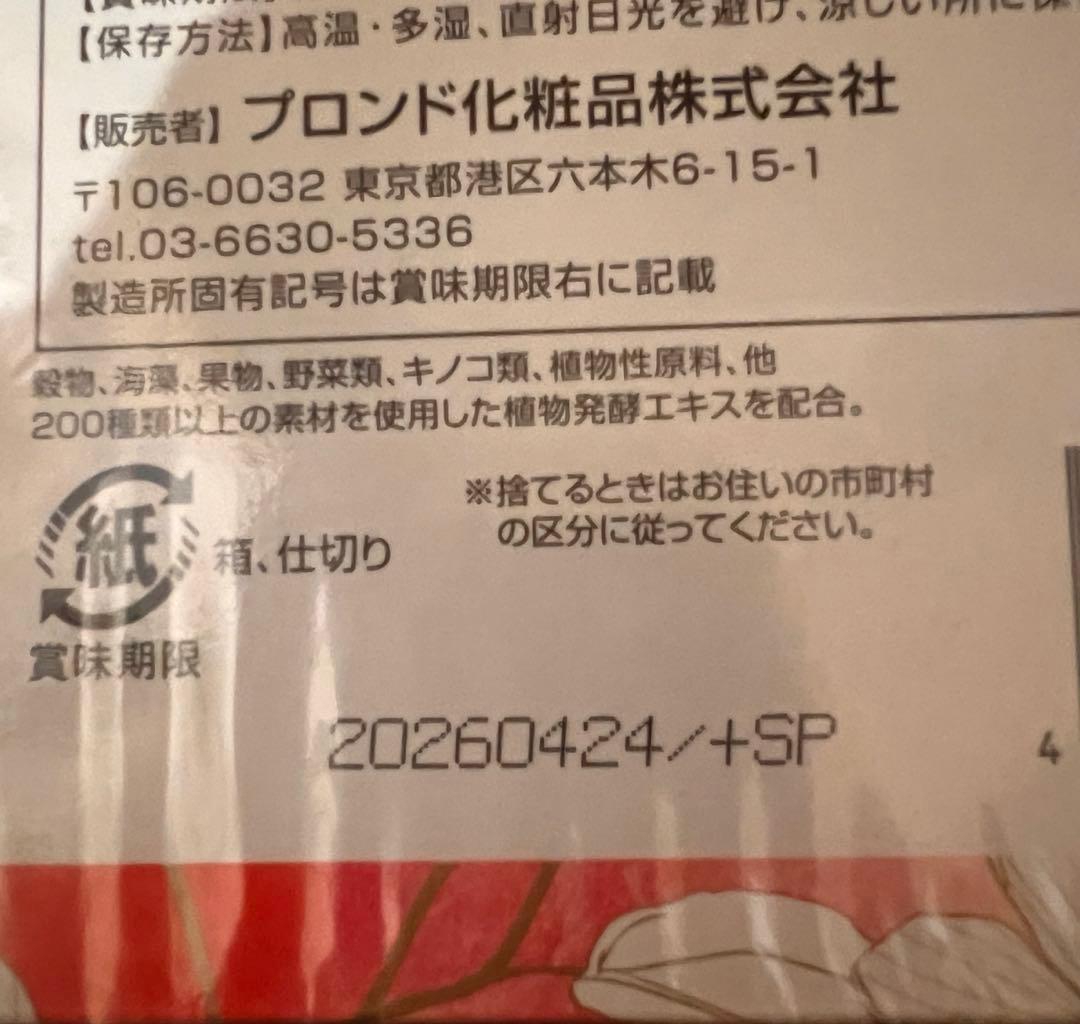 【保存方法】高温・多湿、直射日光を避け、涼しい所に保
【販売者】プロンド化粧品株式会社
〒106-0032 東京都港区六本木6-15-1
tel.03-6630-5336
製造所固有記号は賞味期限右に記載
穀物、海藻、果物、野菜類、キノコ類、植物性原料、他
200種類以上の素材を使用した植物発酵エキスを配合。
※捨てるときはお住いの市町村
の区分に従ってください。
紙
箱、仕切り
賞味期限
20260424/+SP
4